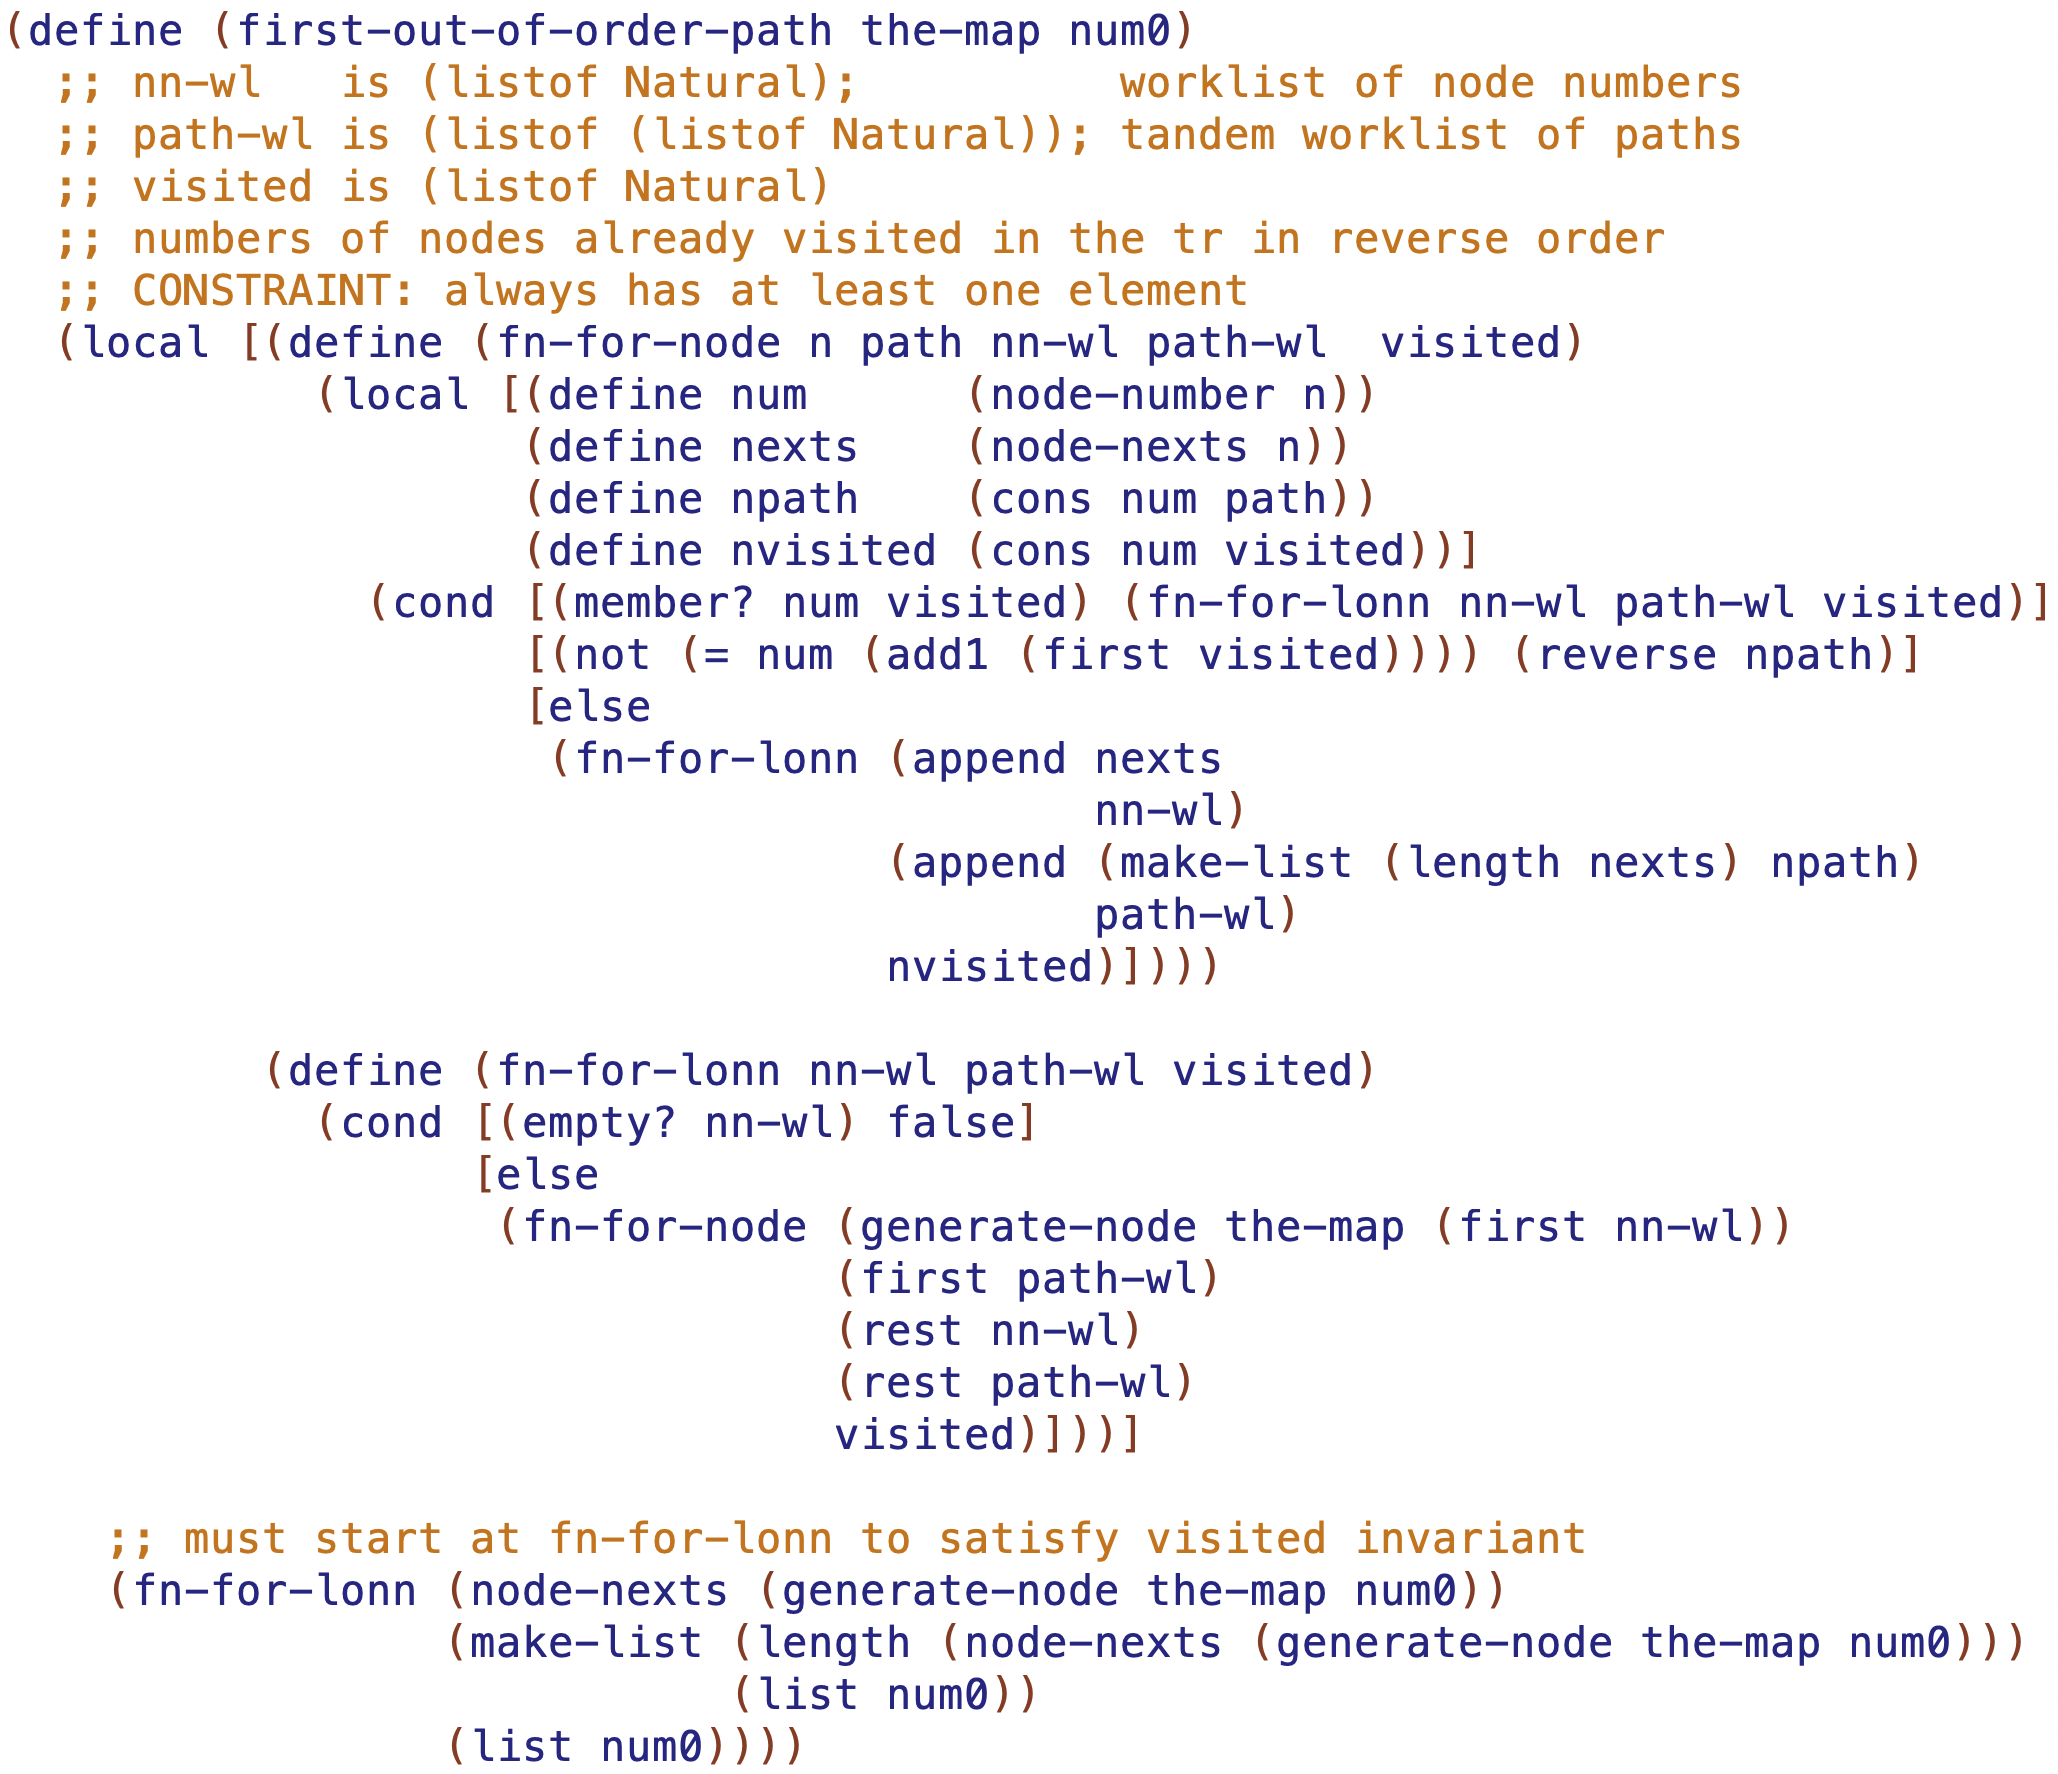 (define (first-out-of-order-path the-map num0)
  ;; nn-wl   is (listof Natural);          worklist of node numbers
  ;; path-wl is (listof (listof Natural)); tandem worklist of paths
  ;; visited is (listof Natural)
  ;; numbers of nodes already visited in the tr in reverse order
  ;; CONSTRAINT: always has at least one element
  (local [(define (fn-for-node n path nn-wl path-wl  visited)
            (local [(define num      (node-number n))
                    (define nexts    (node-nexts n))
                    (define npath    (cons num path))
                    (define nvisited (cons num visited))]
              (cond [(member? num visited) (fn-for-lonn nn-wl path-wl visited)]
                    [(not (= num (add1 (first visited)))) (reverse npath)]
                    [else
                     (fn-for-lonn (append nexts
                                          nn-wl)
                                  (append (make-list (length nexts) npath)
                                          path-wl)
                                  nvisited)])))

          (define (fn-for-lonn nn-wl path-wl visited)
            (cond [(empty? nn-wl) false]
                  [else
                   (fn-for-node (generate-node the-map (first nn-wl))
                                (first path-wl)
                                (rest nn-wl)
                                (rest path-wl)
                                visited)]))]

    ;; must start at fn-for-lonn to satisfy visited invariant
    (fn-for-lonn (node-nexts (generate-node the-map num0))
                 (make-list (length (node-nexts (generate-node the-map num0)))
                            (list num0))
                 (list num0))))